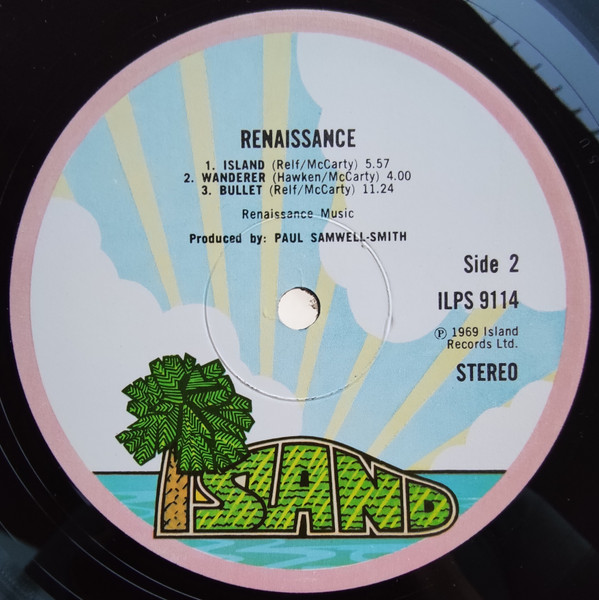 RENAISSANCE
1. ISLAND (Relf/McCarty) 5.57
2. WANDERER (Hawken/McCarty) 4.00
3. BULLET (Relf/McCarty) 11.24
Renaissance Music
Produced by: PAUL SAMWELL-SMITH
Side 2
ILPS 9114
Ⓟ 1969 Island
Records Ltd.
STEREO
ISLAND